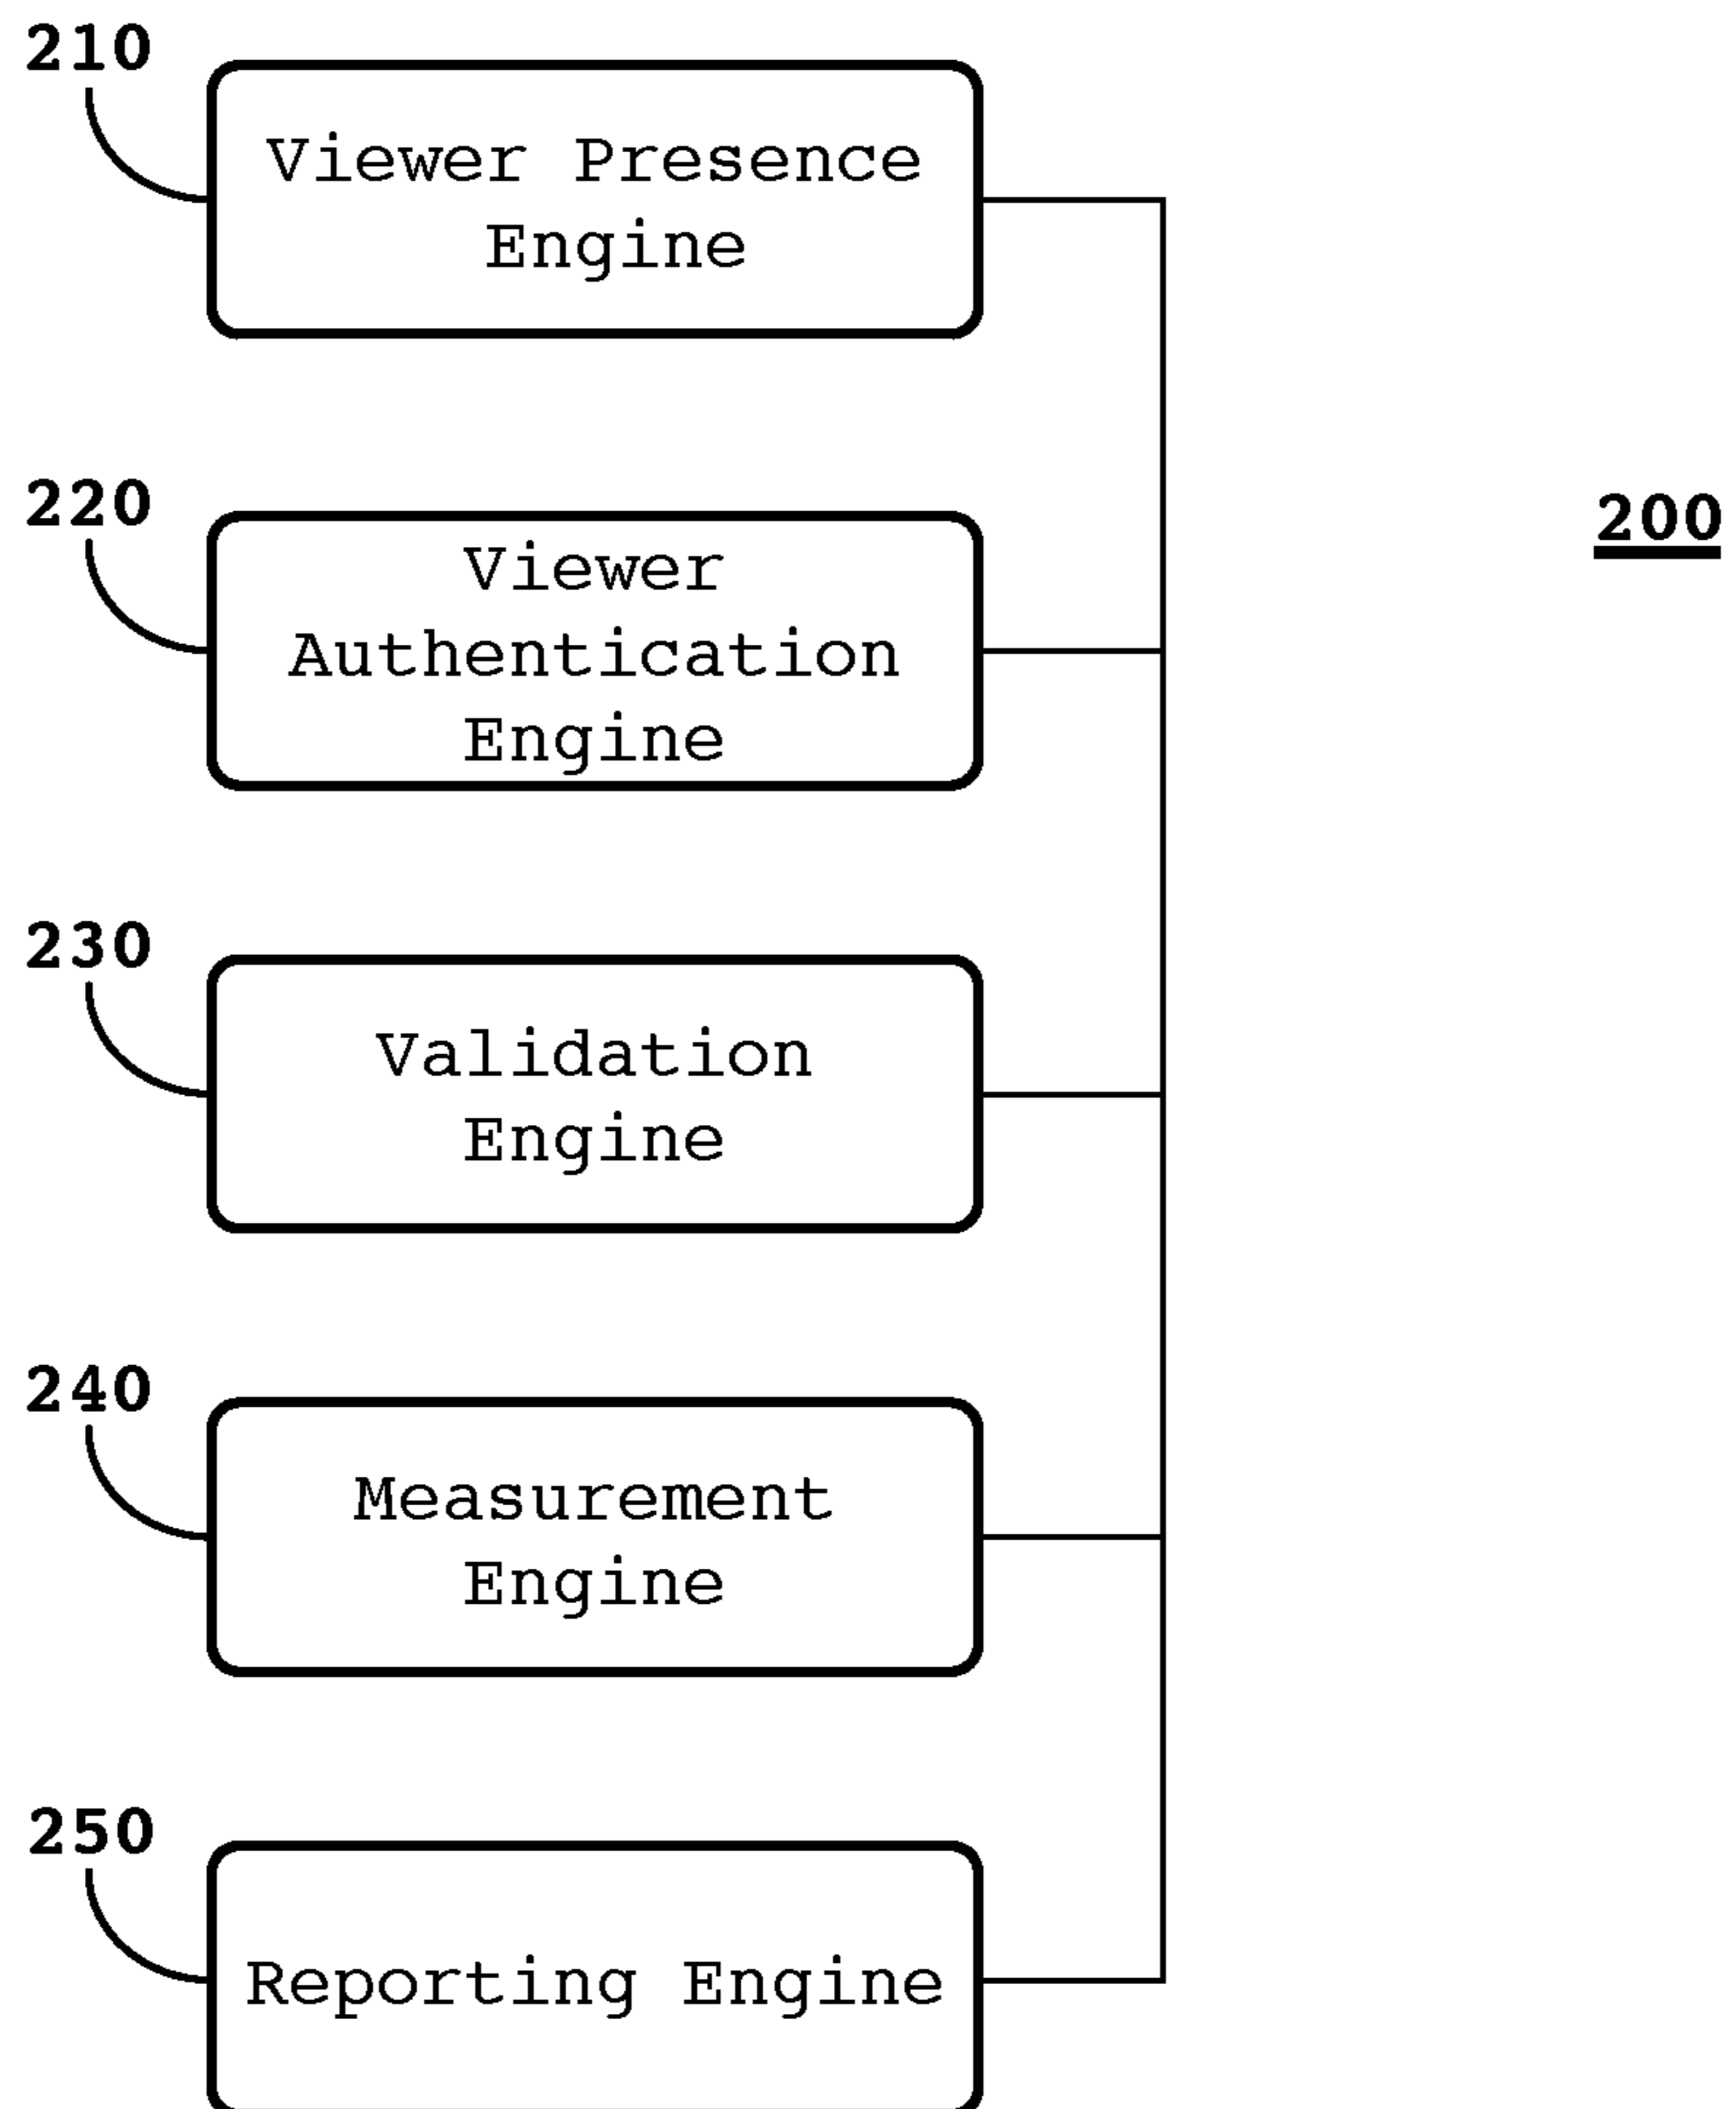 210
Viewer Presence
Engine
220
200
Viewer
Authentication
Engine
230
Validation
Engine
240
Measurement
Engine
250
Reporting Engine